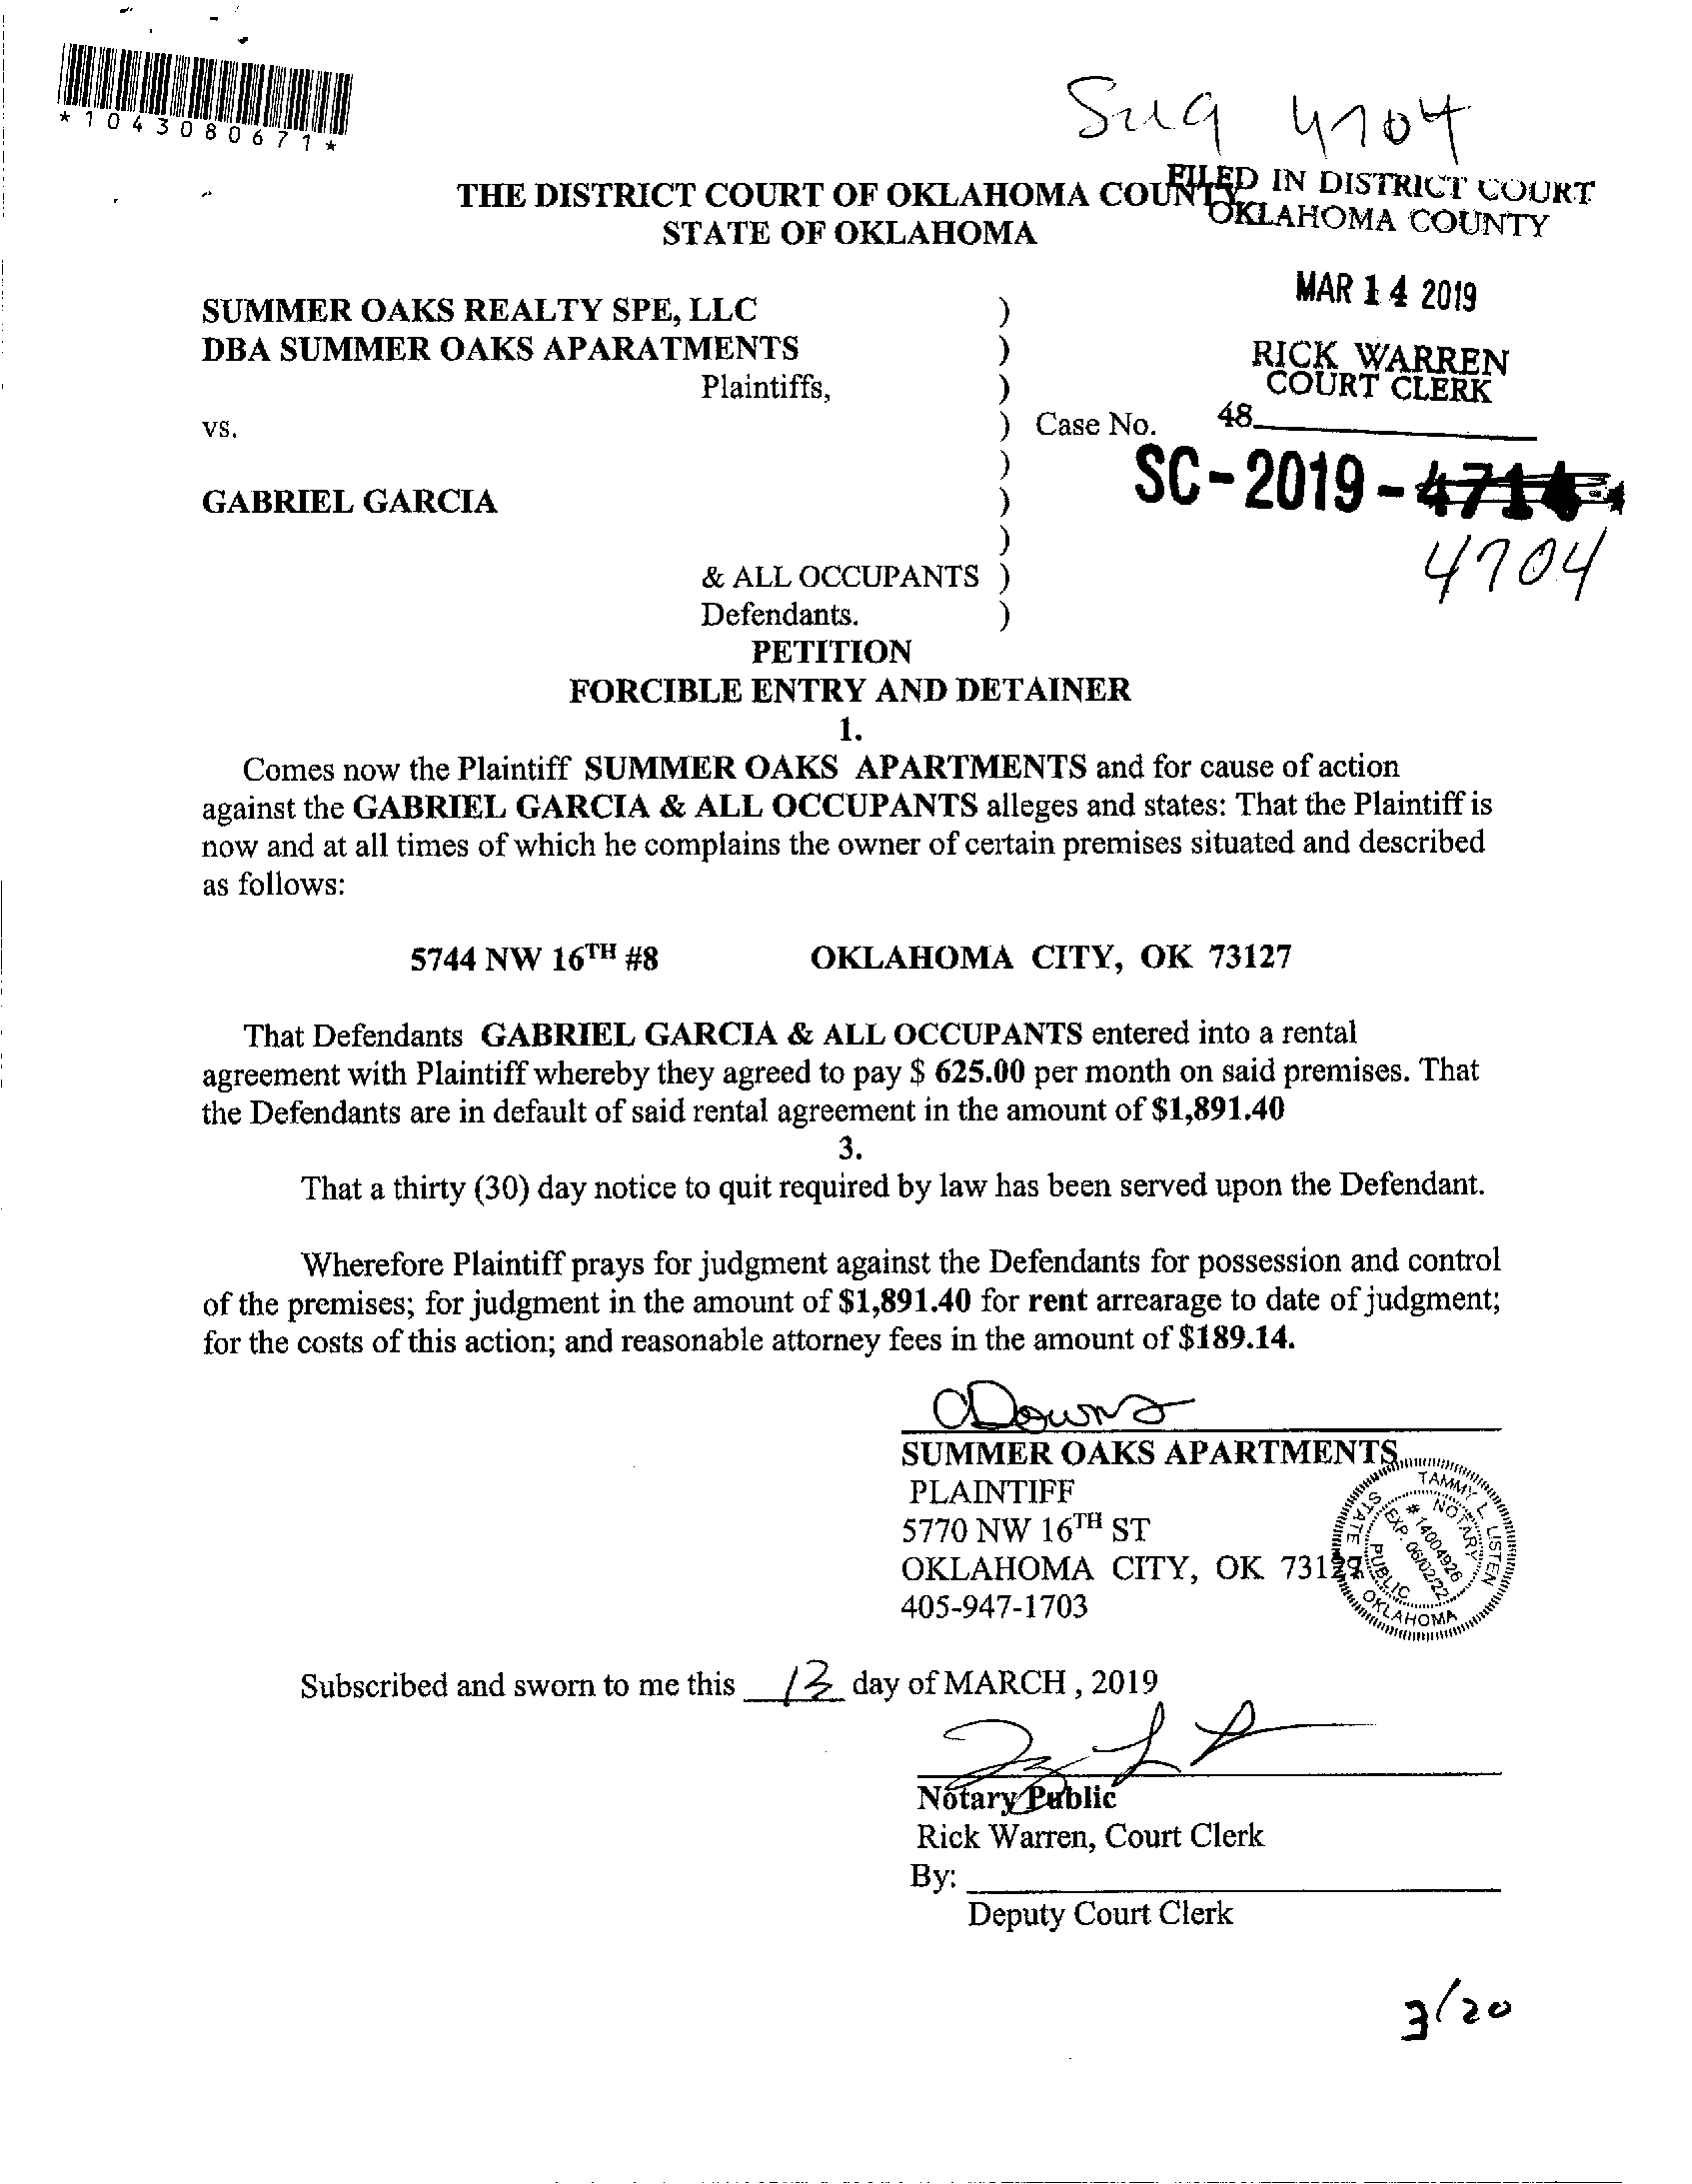 *1043080671*
4704
THE DISTRICT COURT OF OKLAHOMA COUNTY
STATE OF OKLAHOMA
FILED IN DISTRICT COURT
OKLAHOMA COUNTY
MAR 14 2019
RICK WARREN
COURT CLERK
48
SUMMER OAKS REALTY SPE, LLC )
DBA SUMMER OAKS APARATMENTS )
Plaintiffs, )
vs. ) Case No.
) SC-2019-4714
GABRIEL GARCIA )
) 4704
& ALL OCCUPANTS )
Defendants. )
PETITION
FORCIBLE ENTRY AND DETAINER
1.
Comes now the Plaintiff SUMMER OAKS APARTMENTS and for cause of action
against the GABRIEL GARCIA & ALL OCCUPANTS alleges and states: That the Plaintiff is
now and at all times of which he complains the owner of certain premises situated and described
as follows:
5744 NW 16TH #8 OKLAHOMA CITY, OK 73127
That Defendants GABRIEL GARCIA & ALL OCCUPANTS entered into a rental
agreement with Plaintiff whereby they agreed to pay $ 625.00 per month on said premises. That
the Defendants are in default of said rental agreement in the amount of $1,891.40
3.
That a thirty (30) day notice to quit required by law has been served upon the Defendant.
Wherefore Plaintiff prays for judgment against the Defendants for possession and control
of the premises; for judgment in the amount of $1,891.40 for rent arrearage to date of judgment;
for the costs of this action; and reasonable attorney fees in the amount of $189.14.
SUMMER OAKS APARTMENTS
PLAINTIFF
5770 NW 16TH ST
OKLAHOMA CITY, OK 73127
405-947-1703
TAMMY L. LISTEN
NOTARY PUBLIC
# 14004926
EXP. 06/02/22
STATE OF OKLAHOMA
Subscribed and sworn to me this 13 day of MARCH , 2019
Notary Public
Rick Warren, Court Clerk
By:
Deputy Court Clerk
3/20